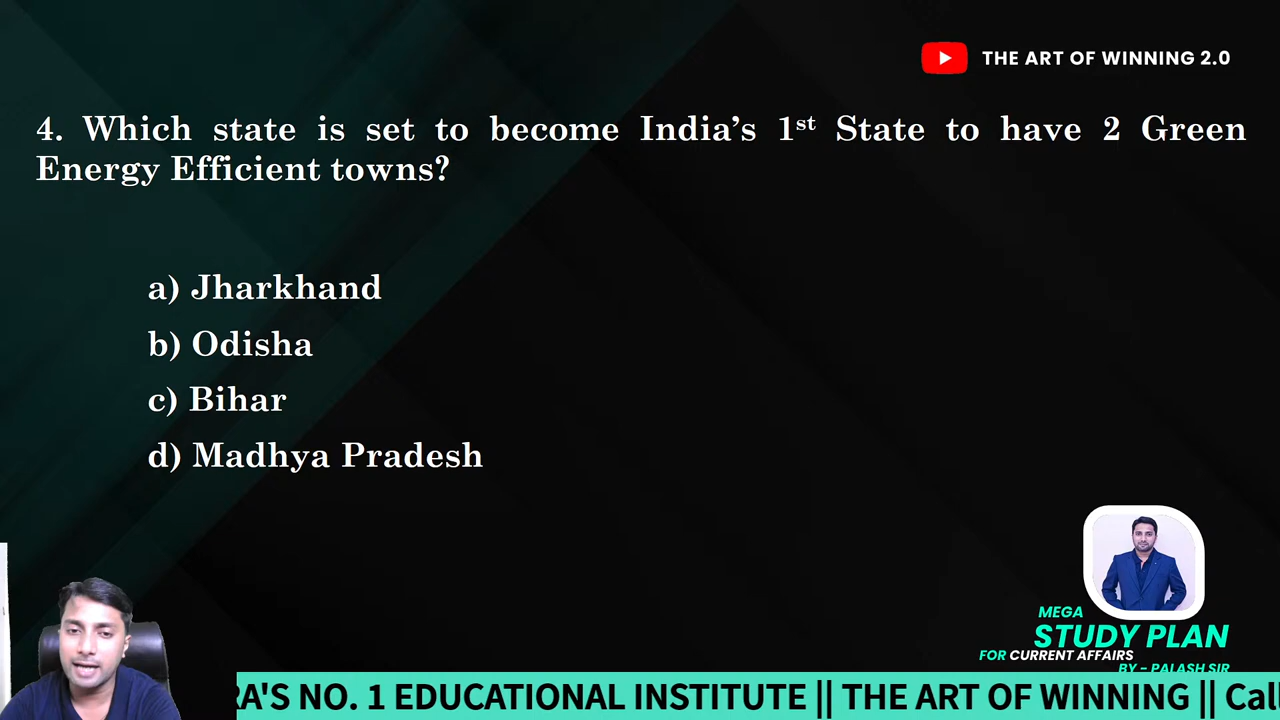 THE ART OF WINNING 2.0
4. Which state is set to become India’s 1st State to have 2 Green
Energy Efficient towns?
a) Jharkhand
b) Odisha
c) Bihar
d) Madhya Pradesh
MEGA
STUDY PLAN
FOR CURRENT AFFAIRS
BY - PALASH SIR
RA'S NO. 1 EDUCATIONAL INSTITUTE || THE ART OF WINNING || Call